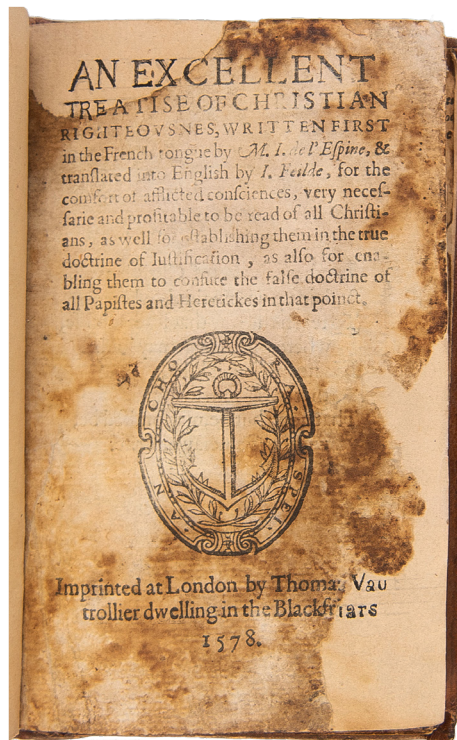 AN EXCELLENT
TREATISE OF CHRISTIAN
RIGHTEOVSNES, WRITTEN FIRST
in the French tongue by M. I. de l'Eſpine, &
tranſlated into Engliſh by I. Feilde, for the
comfort of afflicted conſciences, very neceſ-
ſarie and profitable to be read of all Chriſti-
ans, as well for eſtabliſhing them in the true
doctrine of Iuſtification, as alſo for ena-
bling them to confute the falſe doctrine of
all Papiſtes and Heretickes in that poinct.
ANCHORA SPEI.
Imprinted at London by Thomas Vau
trollier dwelling in the Blackfriars
1578.